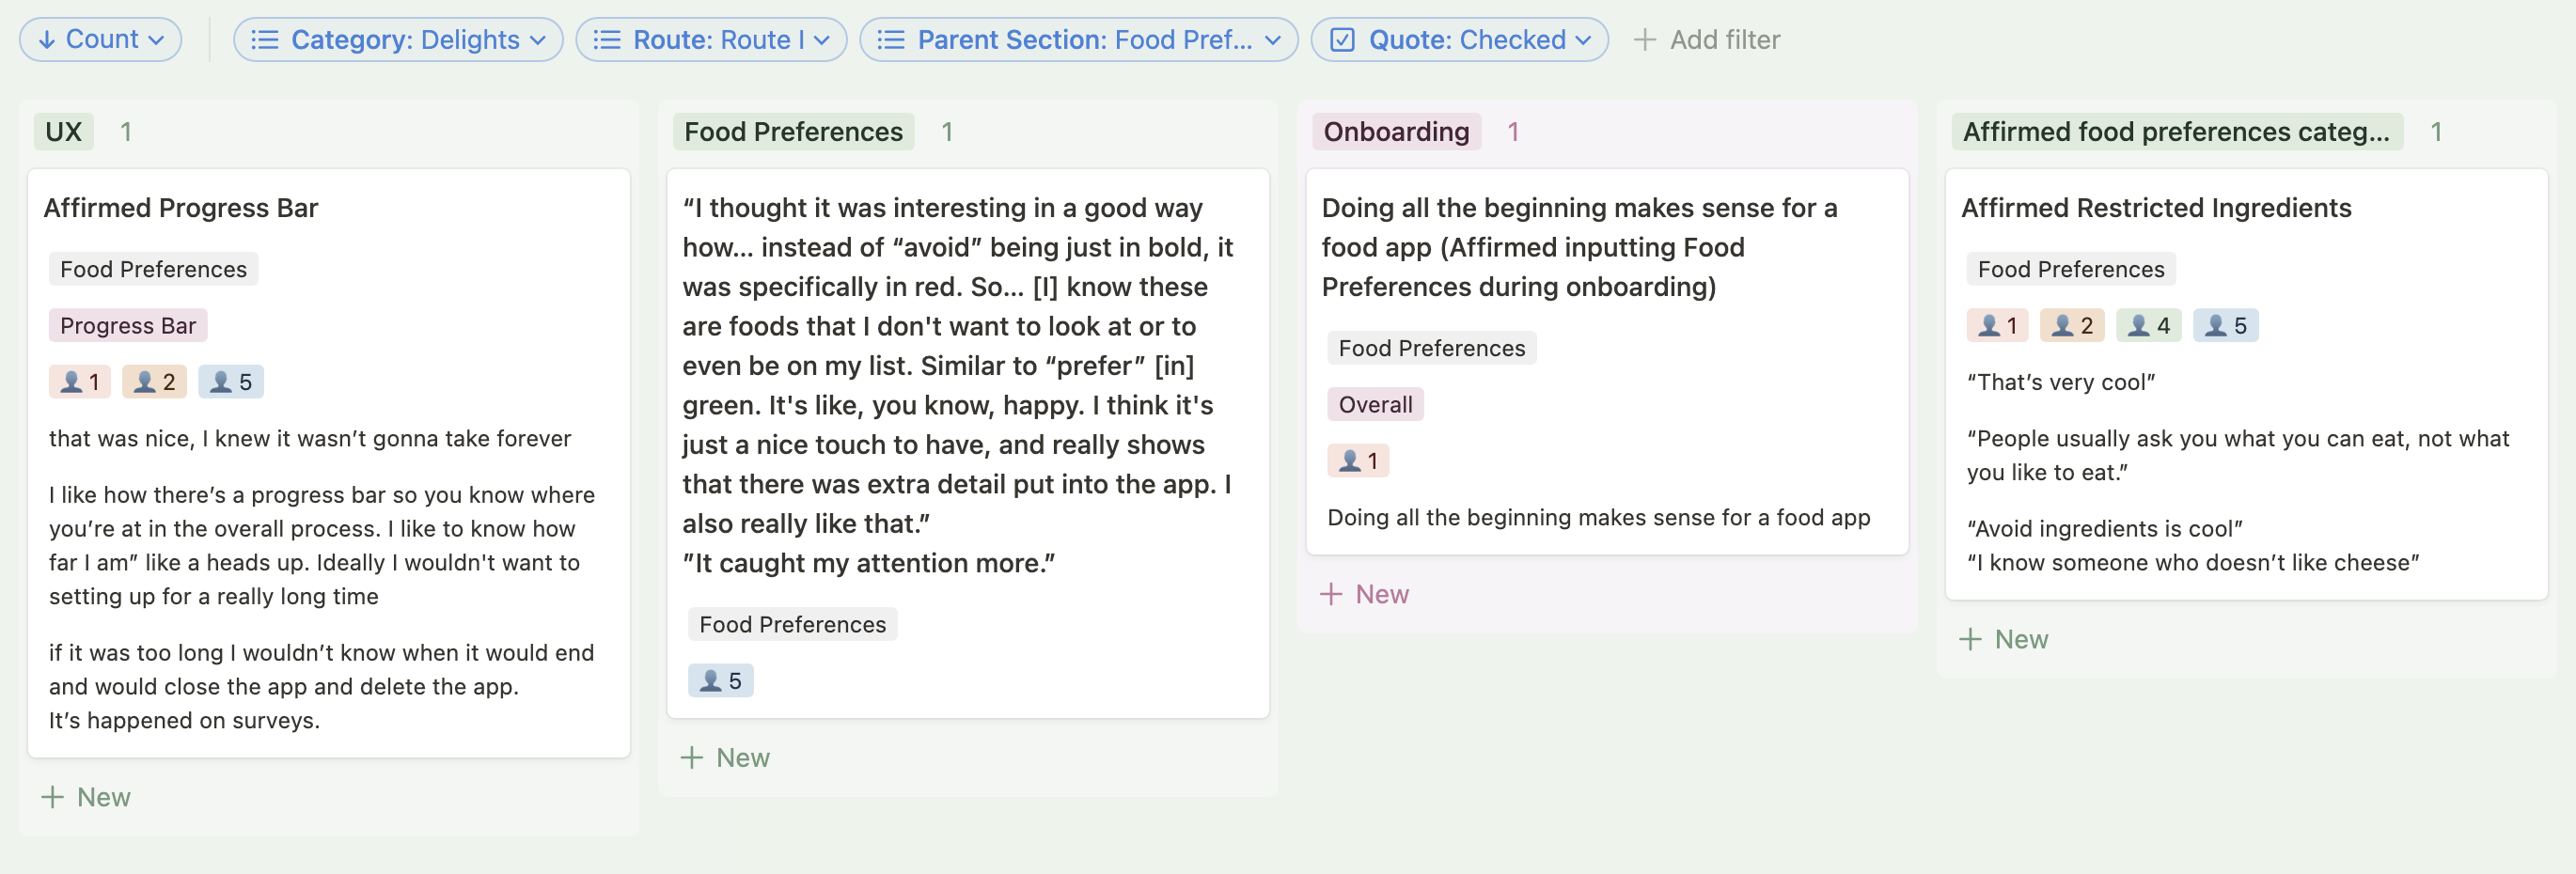 Count
Category: Delights
Route: Route I
Parent Section: Food Pref...
Quote: Checked
Add filter
UX 1
Affirmed Progress Bar
Food Preferences
Progress Bar
1 2 5
that was nice, I knew it wasn’t gonna take forever
I like how there’s a progress bar so you know where
you’re at in the overall process. I like to know how
far I am” like a heads up. Ideally I wouldn't want to
setting up for a really long time
if it was too long I wouldn’t know when it would end
and would close the app and delete the app.
It’s happened on surveys.
New
Food Preferences 1
“I thought it was interesting in a good way
how... instead of “avoid” being just in bold, it
was specifically in red. So... [I] know these
are foods that I don't want to look at or to
even be on my list. Similar to “prefer” [in]
green. It's like, you know, happy. I think it's
just a nice touch to have, and really shows
that there was extra detail put into the app. I
also really like that.”
”It caught my attention more.”
Food Preferences
5
New
Onboarding 1
Doing all the beginning makes sense for a
food app (Affirmed inputting Food
Preferences during onboarding)
Food Preferences
Overall
1
Doing all the beginning makes sense for a food app
New
Affirmed food preferences categ... 1
Affirmed Restricted Ingredients
Food Preferences
1 2 4 5
“That’s very cool”
“People usually ask you what you can eat, not what
you like to eat.”
“Avoid ingredients is cool”
“I know someone who doesn’t like cheese”
New